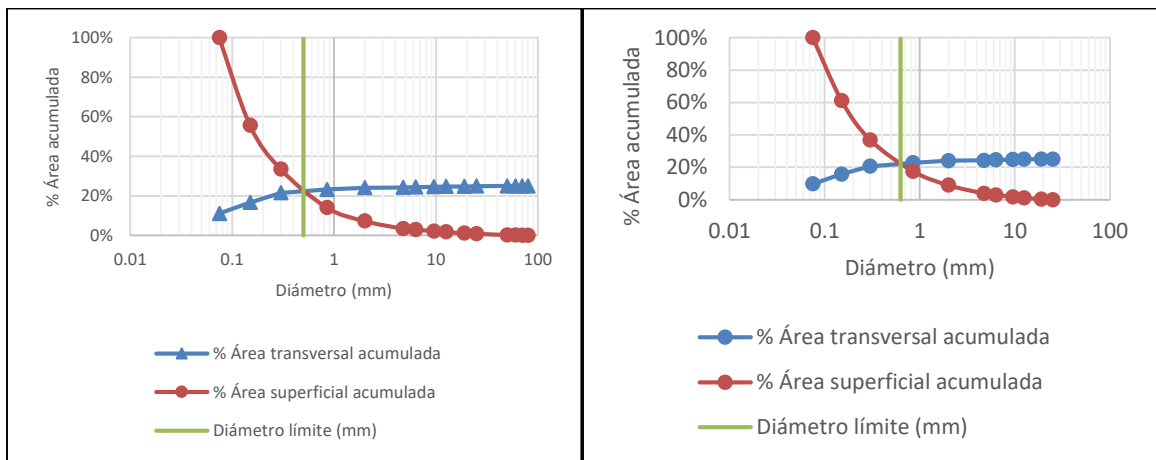 % Área acumulada
100%
80%
60%
40%
20%
0%
0.01 0.1 1 10 100
Diámetro (mm)
% Área transversal acumulada
% Área superficial acumulada
Diámetro límite (mm)
% Área acumulada
100%
80%
60%
40%
20%
0%
0.01 0.1 1 10 100
Diámetro (mm)
% Área transversal acumulada
% Área superficial acumulada
Diámetro límite (mm)